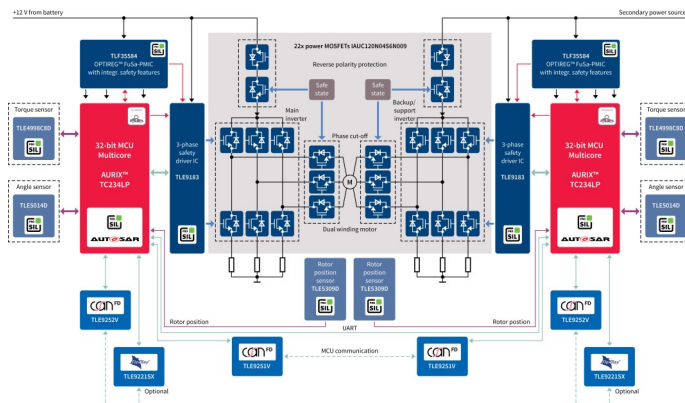 +12 V from battery
Secondary power source
22x power MOSFETs IAUC120N04S6N009
Reverse polarity protection
TLF35584
OPTIREG™ FuSa-PMIC
with integr. safety features
SIL
Safe
state
Safe
state
TLF35584
OPTIREG™ FuSa-PMIC
with integr. safety features
SIL
Main
inverter
Backup/
support
inverter
Phase cut-off
M
Dual winding motor
Torque sensor
TLE4998C8D
SIL
Angle sensor
TLE5014D
SIL
32-bit MCU
Multicore
AURIX™
TC234LP
SIL
AUTOSAR
3-phase
safety
driver IC
TLE9183
SIL
3-phase
safety
driver IC
TLE9183
SIL
32-bit MCU
Multicore
AURIX™
TC234LP
SIL
AUTOSAR
Torque sensor
TLE4998C8D
SIL
Angle sensor
TLE5014D
SIL
Rotor
position
sensor
TLE5309D
SIL
Rotor
position
sensor
TLE5309D
SIL
Rotor position
UART
Rotor position
CAN FD
TLE9252V
CAN FD
TLE9251V
MCU communication
CAN FD
TLE9251V
CAN FD
TLE9252V
TLE9221SX
Optional
TLE9221SX
Optional